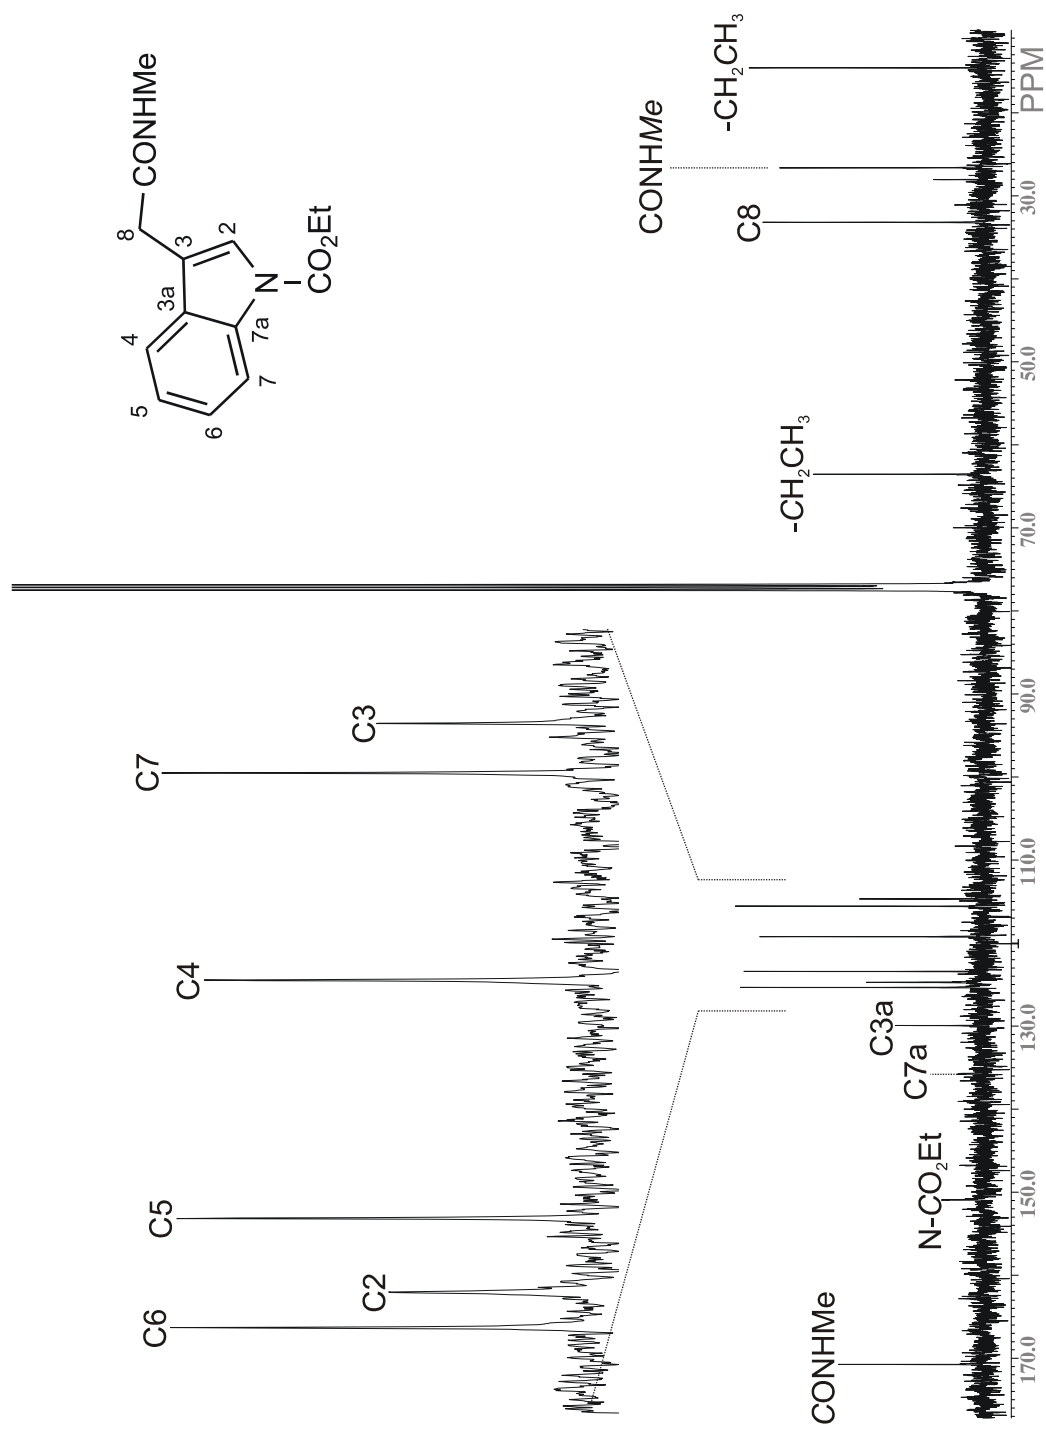 CONHMe
8
3
2
3a
4
5
6
7
7a
N
CO2Et
C6
C2
C5
C4
C7
C3
CONHMe
N-CO2Et
C7a
C3a
-CH2CH3
C8
CONHMe
-CH2CH3
170.0 150.0 130.0 110.0 90.0 70.0 50.0 30.0 PPM